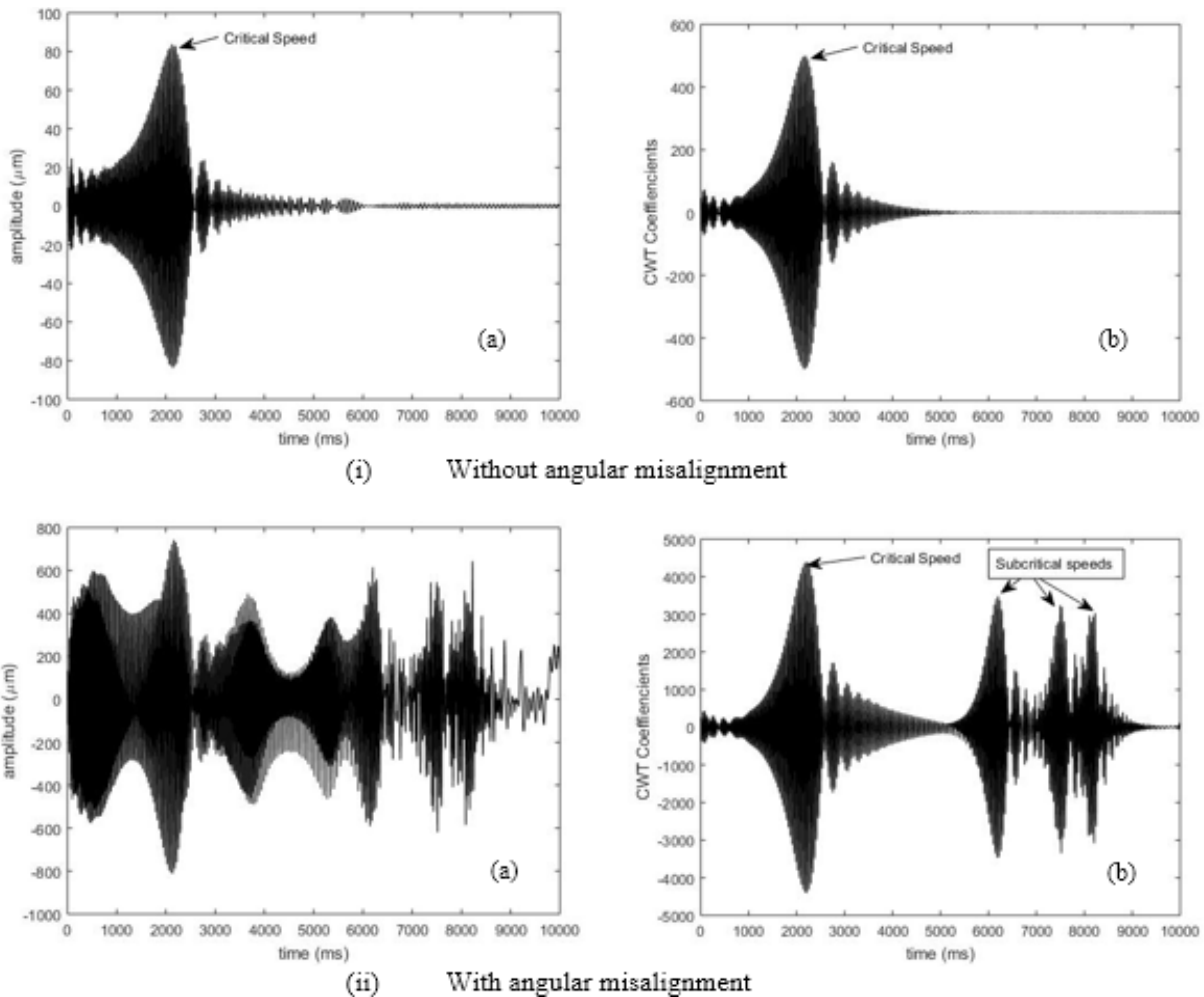 100
80
60
40
20
0
-20
-40
-60
-80
-100
amplitude (μm)
Critical Speed
(a)
0 1000 2000 3000 4000 5000 6000 7000 8000 9000 10000
time (ms)
600
400
200
0
-200
-400
-600
CWT Coeffiencients
Critical Speed
(b)
0 1000 2000 3000 4000 5000 6000 7000 8000 9000 10000
time (ms)
(i) Without angular misalignment
800
600
400
200
0
-200
-400
-600
-800
-1000
amplitude (μm)
(a)
0 1000 2000 3000 4000 5000 6000 7000 8000 9000 10000
time (ms)
5000
4000
3000
2000
1000
0
-1000
-2000
-3000
-4000
-5000
CWT Coeffiencients
Critical Speed
Subcritical speeds
(b)
0 1000 2000 3000 4000 5000 6000 7000 8000 9000 10000
time (ms)
(ii) With angular misalignment